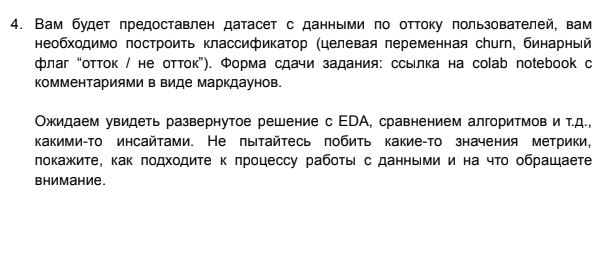 4. Вам будет предоставлен датасет с данными по оттоку пользователей, вам
необходимо построить классификатор (целевая переменная churn, бинарный
флаг “отток / не отток”). Форма сдачи задания: ссылка на colab notebook с
комментариями в виде маркдаунов.
Ожидаем увидеть развернутое решение с EDA, сравнением алгоритмов и т.д.,
какими-то инсайтами. Не пытайтесь побить какие-то значения метрики,
покажите, как подходите к процессу работы с данными и на что обращаете
внимание.